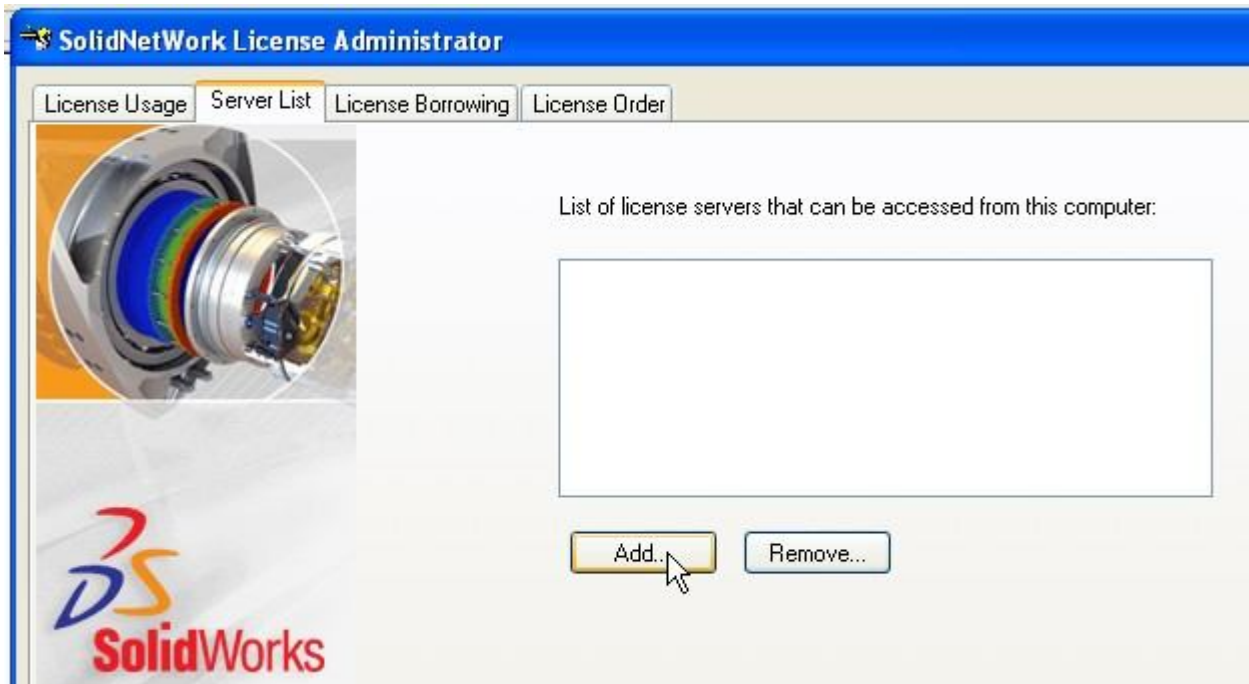 SolidNetWork License Administrator
License Usage Server List License Borrowing License Order
List of license servers that can be accessed from this computer:
Add... Remove...
DS
SolidWorks